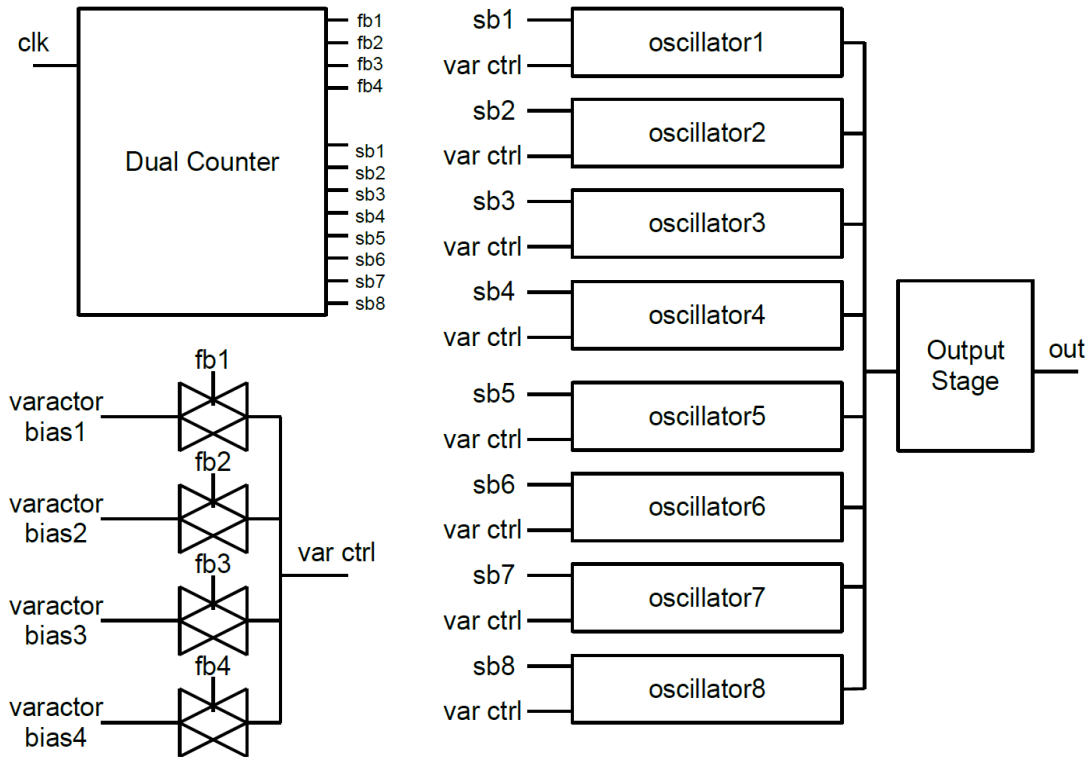 clk
Dual Counter
fb1
fb2
fb3
fb4
sb1
sb2
sb3
sb4
sb5
sb6
sb7
sb8
fb1
varactor
bias1
fb2
varactor
bias2
fb3
varactor
bias3
fb4
varactor
bias4
var ctrl
sb1
var ctrl
oscillator1
sb2
var ctrl
oscillator2
sb3
var ctrl
oscillator3
sb4
var ctrl
oscillator4
sb5
var ctrl
oscillator5
sb6
var ctrl
oscillator6
sb7
var ctrl
oscillator7
sb8
var ctrl
oscillator8
Output
Stage
out